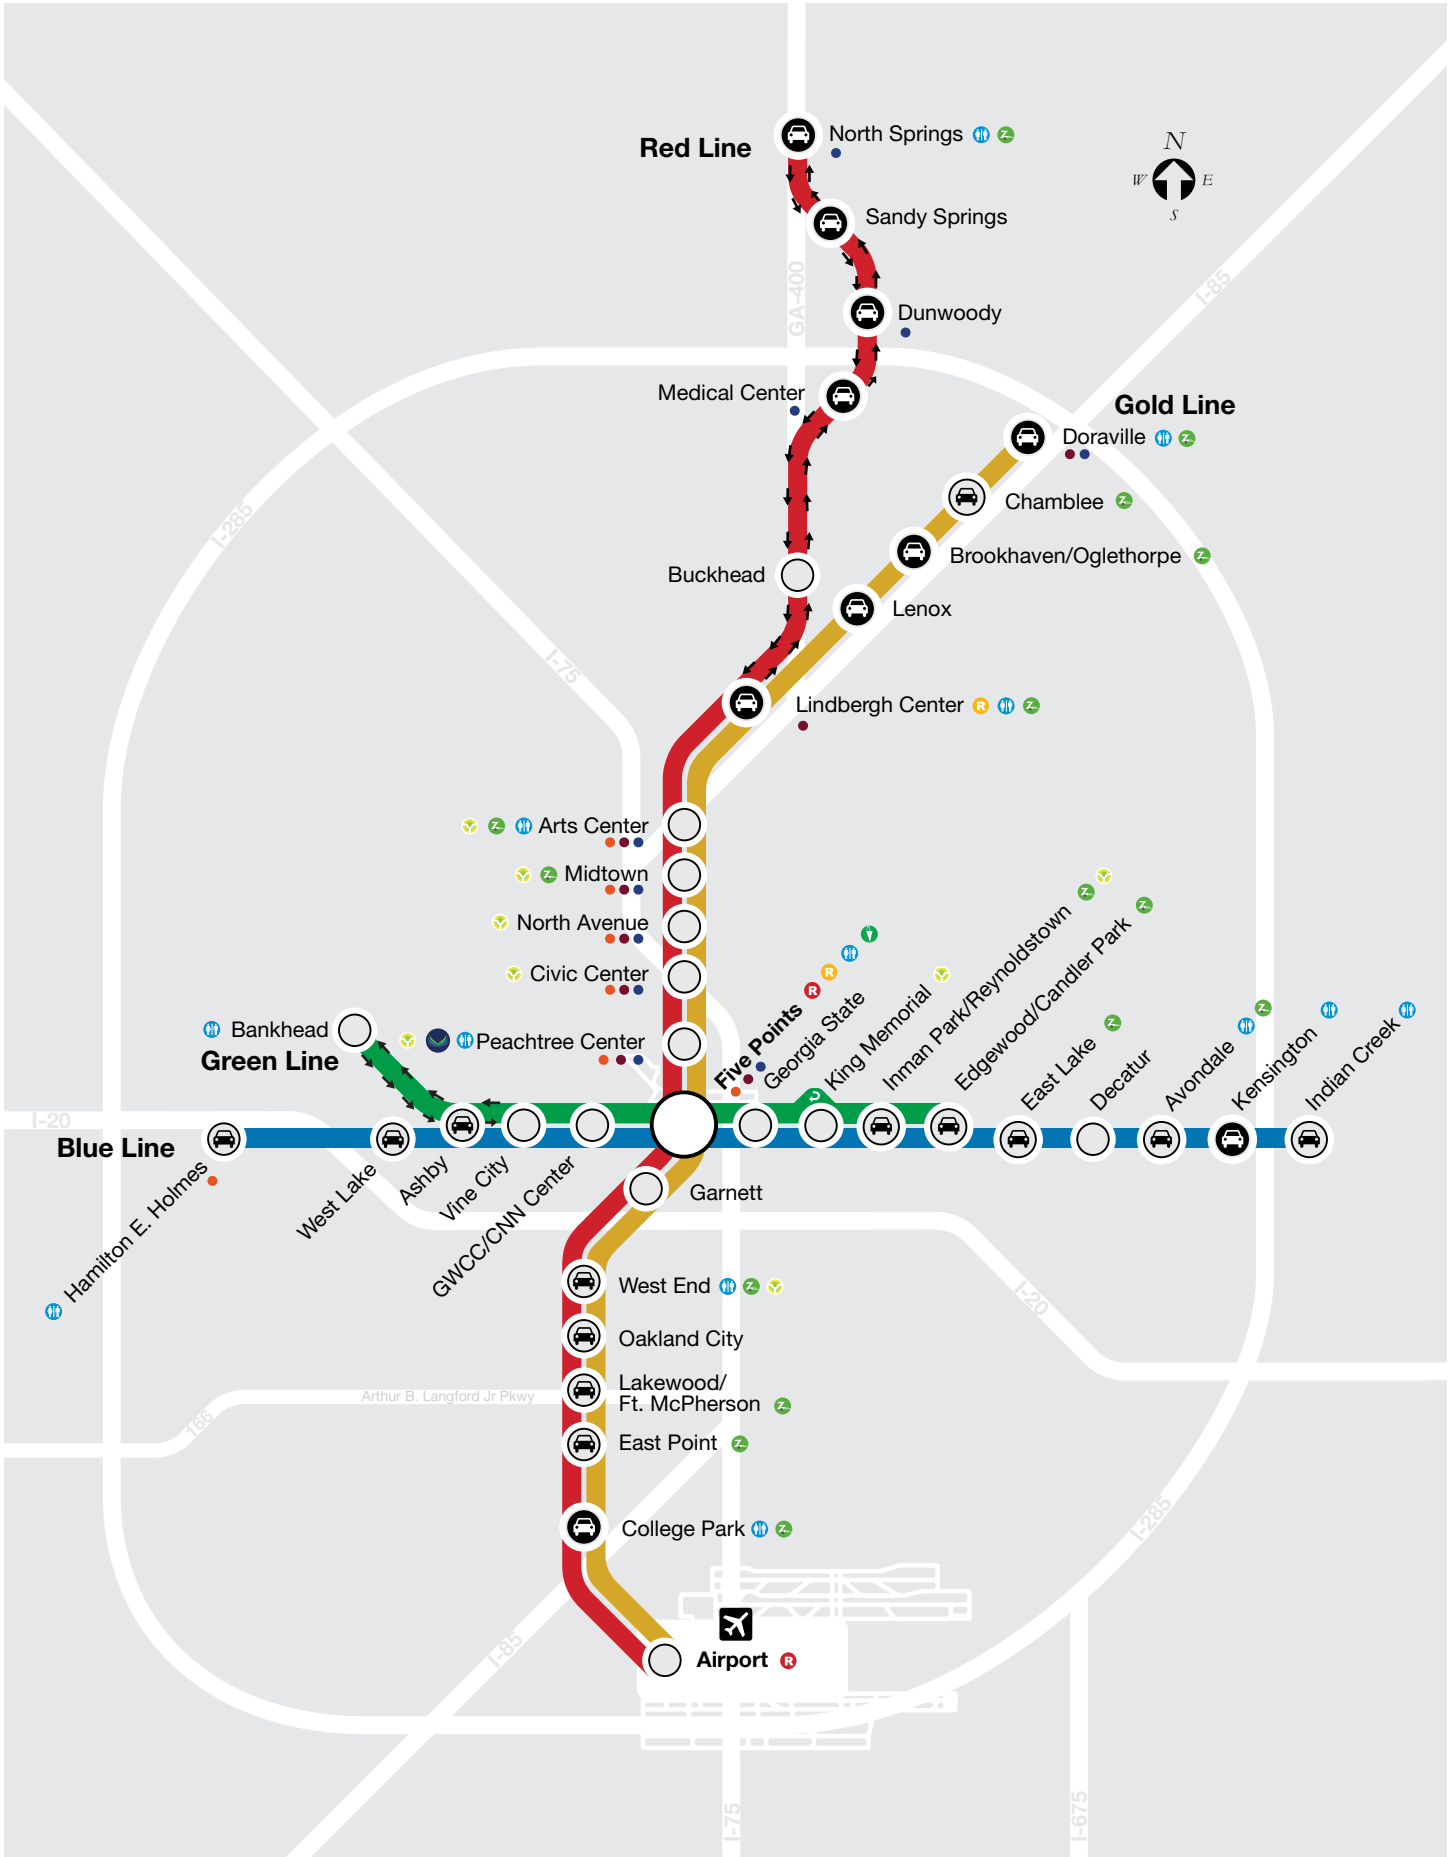 N
W
E
S
Red Line
North Springs
Sandy Springs
GA-400
I-85
Dunwoody
Medical Center
Gold Line
Doraville
Chamblee
I-285
Brookhaven/Oglethorpe
Buckhead
Lenox
I-75
Lindbergh Center R
Arts Center
Midtown
North Avenue
Civic Center
Bankhead
Peachtree Center
Green Line
Five Points R R
Georgia State
King Memorial
Inman Park/Reynoldstown
Edgewood/Candler Park
East Lake
Decatur
Avondale
Kensington
Indian Creek
I-20
Blue Line
Hamilton E. Holmes
West Lake
Ashby
Vine City
GWCC/CNN Center
Garnett
West End
I-20
Oakland City
Lakewood/
Ft. McPherson
Arthur B. Langford Jr Pkwy
166
East Point
College Park
I-285
I-85
Airport R
I-75
I-675